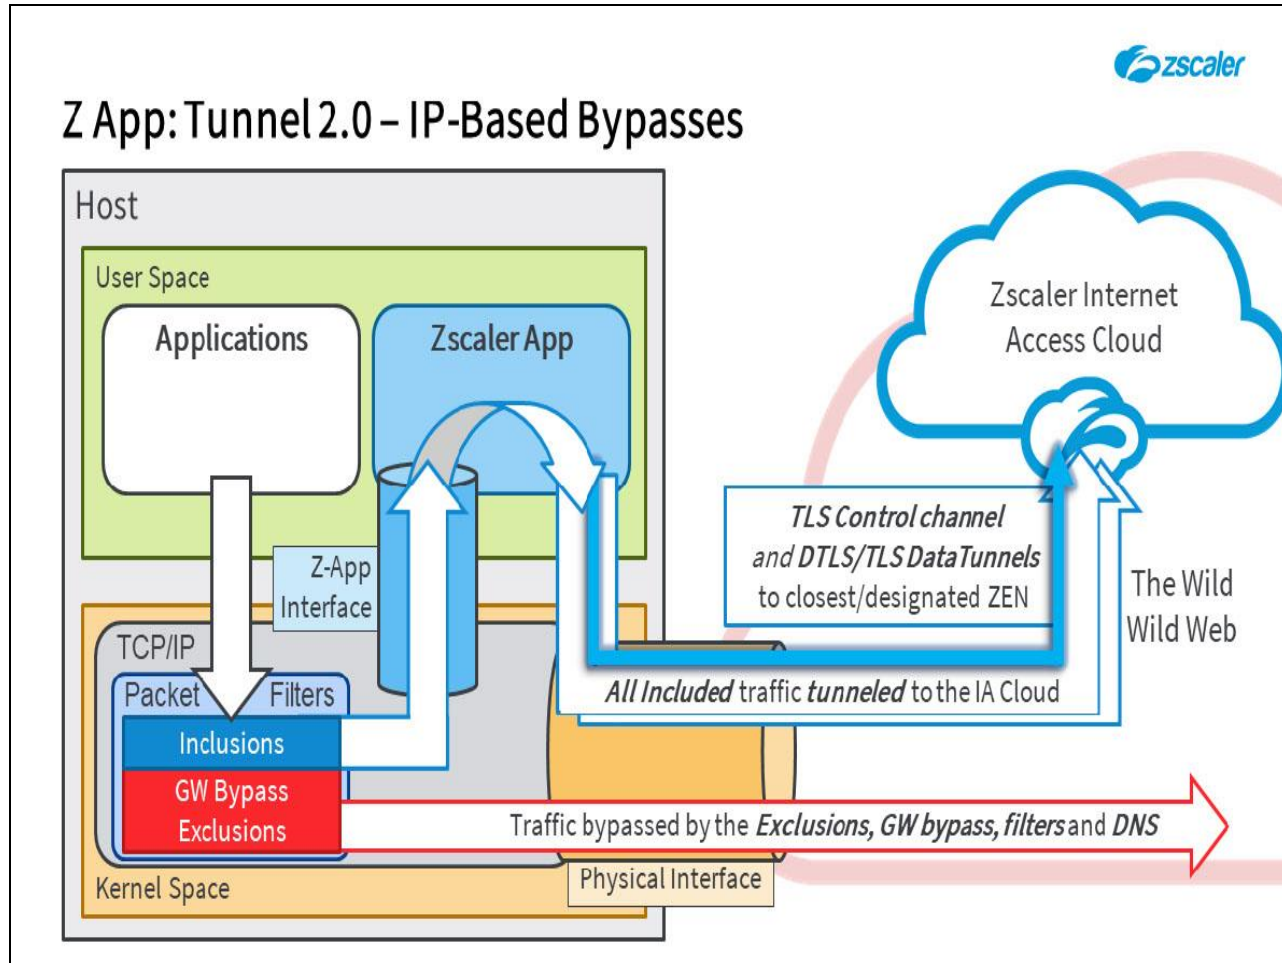 zscaler
Z App: Tunnel 2.0 – IP-Based Bypasses
Host
User Space
Applications
Zscaler App
Zscaler Internet
Access Cloud
TLS Control channel
and DTLS/TLS DataTunnels
to closest/designated ZEN
Z-App
Interface
The Wild
Wild Web
TCP/IP
Packet Filters
All Included traffic tunneled to the IA Cloud
Inclusions
GW Bypass
Exclusions
Traffic bypassed by the Exclusions, GW bypass, filters and DNS
Physical Interface
Kernel Space